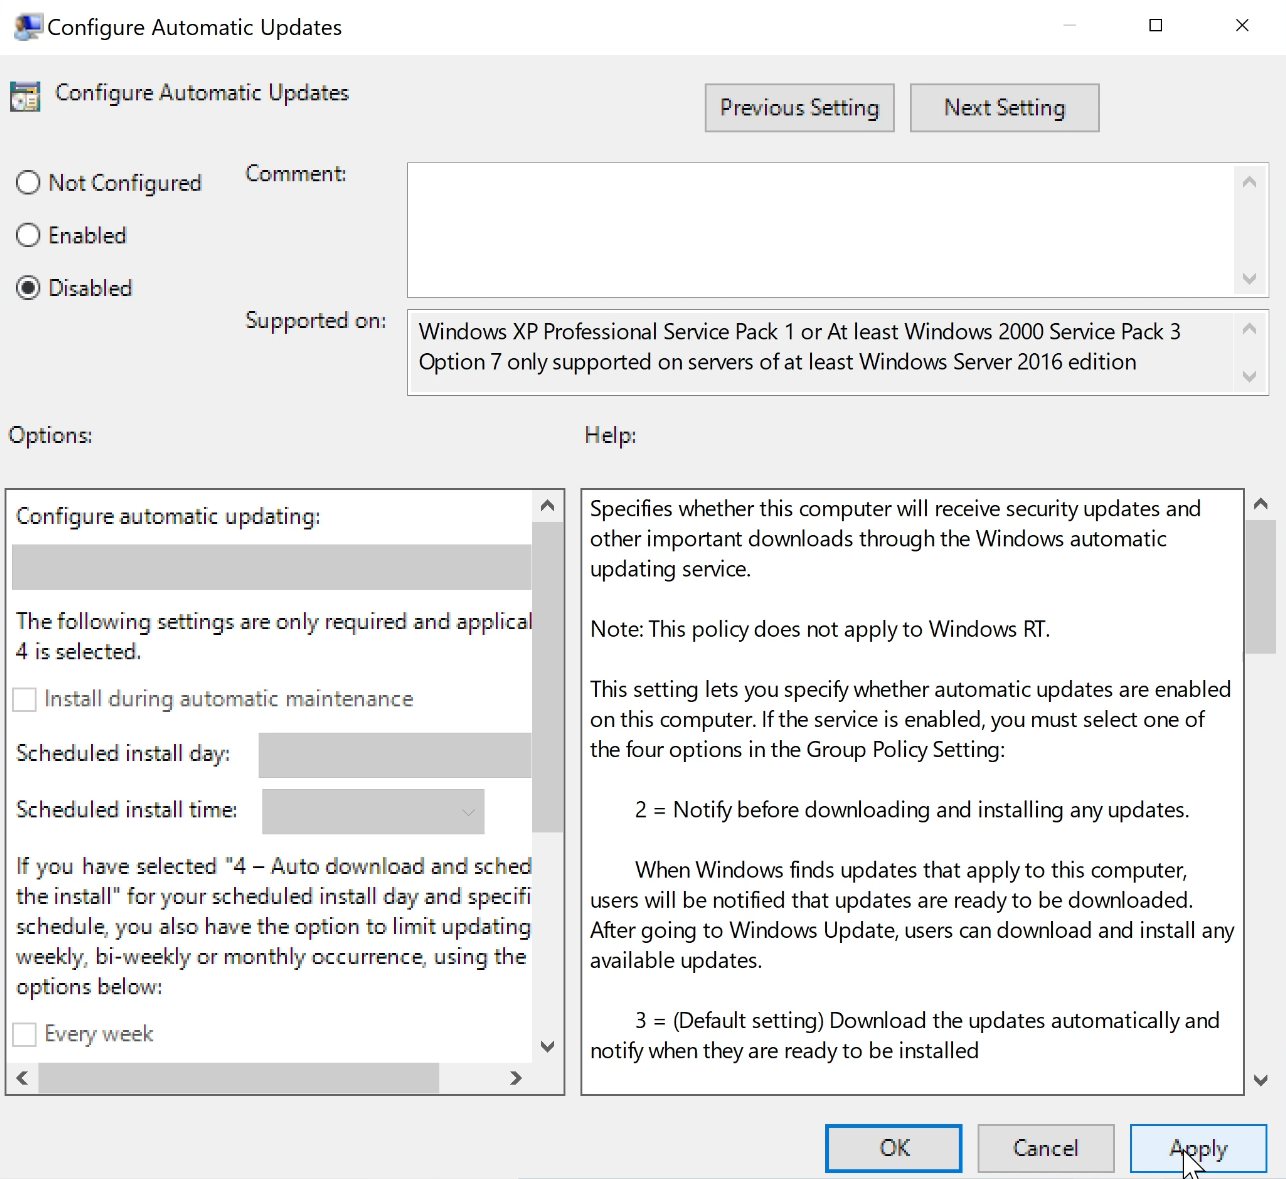 Configure Automatic Updates
Configure Automatic Updates
Previous Setting
Next Setting
Not Configured
Enabled
Disabled
Comment:
Supported on:
Windows XP Professional Service Pack 1 or At least Windows 2000 Service Pack 3
Option 7 only supported on servers of at least Windows Server 2016 edition
Options:
Help:
Configure automatic updating:
The following settings are only required and applical
4 is selected.
Install during automatic maintenance
Scheduled install day:
Scheduled install time:
If you have selected "4 – Auto download and sched
the install" for your scheduled install day and specifi
schedule, you also have the option to limit updating
weekly, bi-weekly or monthly occurrence, using the
options below:
Every week
Specifies whether this computer will receive security updates and
other important downloads through the Windows automatic
updating service.
Note: This policy does not apply to Windows RT.
This setting lets you specify whether automatic updates are enabled
on this computer. If the service is enabled, you must select one of
the four options in the Group Policy Setting:
2 = Notify before downloading and installing any updates.
When Windows finds updates that apply to this computer,
users will be notified that updates are ready to be downloaded.
After going to Windows Update, users can download and install any
available updates.
3 = (Default setting) Download the updates automatically and
notify when they are ready to be installed
OK
Cancel
Apply